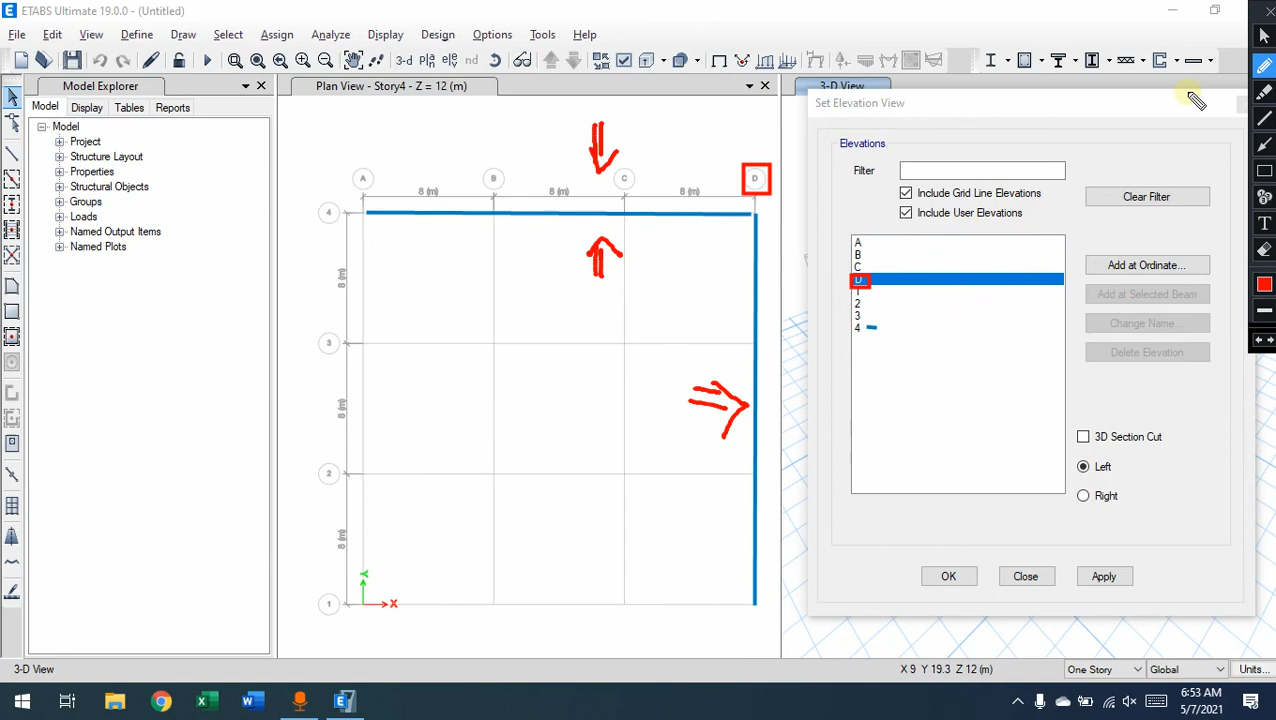 ETABS Ultimate 19.0.0 - (Untitled)
File Edit View Define Draw Select Assign Analyze Display Design Options Tools Help
3-d plạ elẹ nd
Model Explorer
Model Display Tables Reports
Model
Project
Structure Layout
Properties
Structural Objects
Groups
Loads
Named Output Items
Named Plots
Plan View - Story4 - Z = 12 (m)
A B C D
8 (m) 8 (m) 8 (m)
4
8 (m)
3
8 (m)
2
8 (m)
1
Y
X
3-D View
Set Elevation View
Elevations
Filter
Include Grid Line Elevations
Include User Elevations
Clear Filter
A
B
C
D
1
2
3
4
Add at Ordinate...
Add at Selected Beam
Change Name...
Delete Elevation
3D Section Cut
Left
Right
OK Close Apply
3-D View
X 9 Y 19.3 Z 12 (m)
One Story
Global
Units...
6:53 AM
5/7/2021